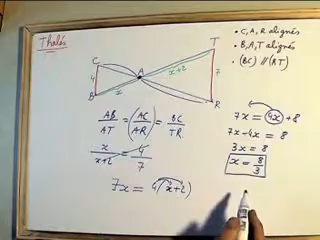 Thalès
C
4
B
x
A
x+2
T
7
R
• C, A, R alignés
• B, A, T alignés
• (BC) // (RT)
AB/AT = (AC/AR) = BC/TR
x/(x+2) = 4/7
7x = 4(x+2)
7x = 4x + 8
7x - 4x = 8
3x = 8
x = 8/3